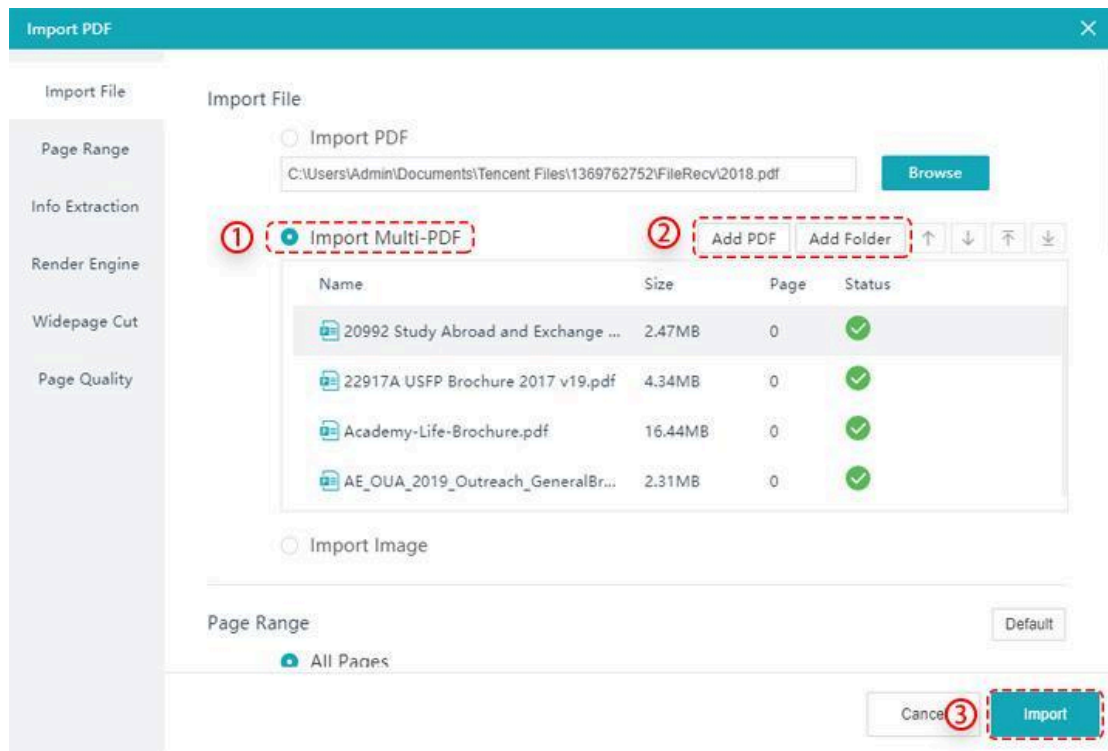 Import PDF
Import File
Page Range
Info Extraction
Render Engine
Widepage Cut
Page Quality
Import File
Import PDF
C:\Users\Admin\Documents\Tencent Files\1369762752\FileRecv\2018.pdf
Browse
① Import Multi-PDF ② Add PDF Add Folder
Name Size Page Status
20992 Study Abroad and Exchange ... 2.47MB 0
22917A USFP Brochure 2017 v19.pdf 4.34MB 0
Academy-Life-Brochure.pdf 16.44MB 0
AE_OUA_2019_Outreach_GeneralBr... 2.31MB 0
Import Image
Page Range Default
All Pages
Cance ③ Import